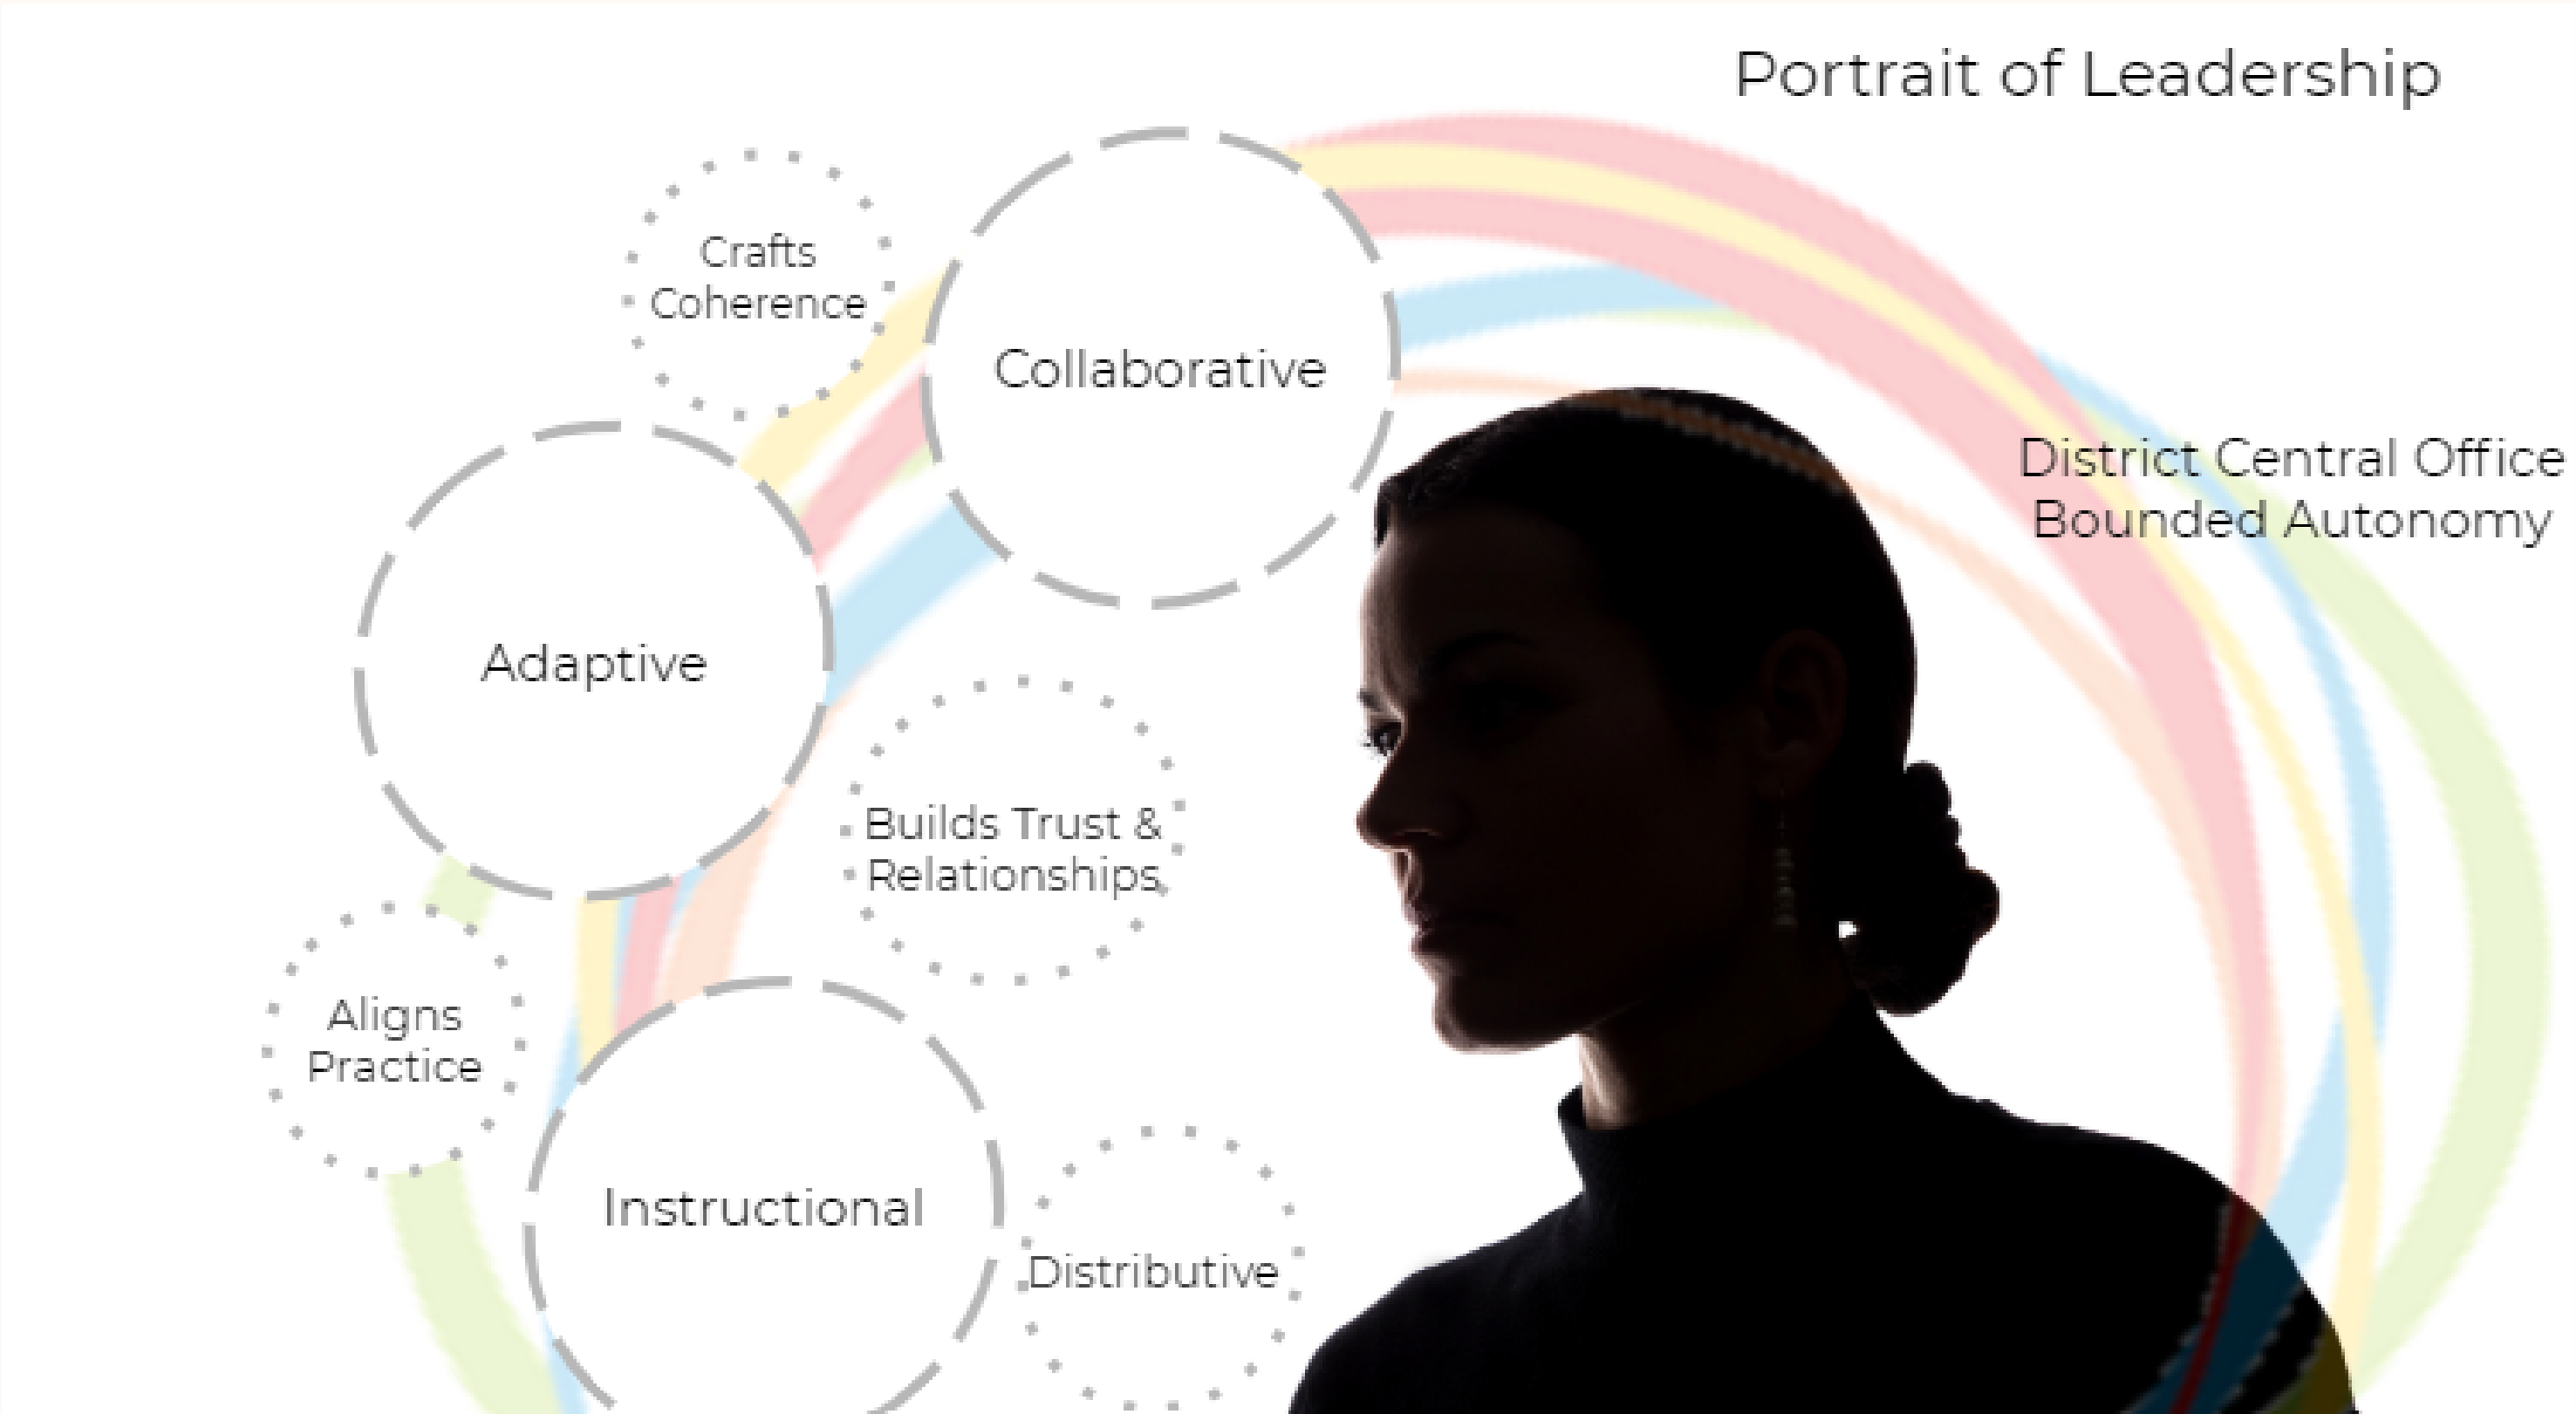 Portrait of Leadership
Crafts
Coherence
Collaborative
District Central Office
Bounded Autonomy
Adaptive
Builds Trust &
Relationships
Aligns
Practice
Instructional
Distributive